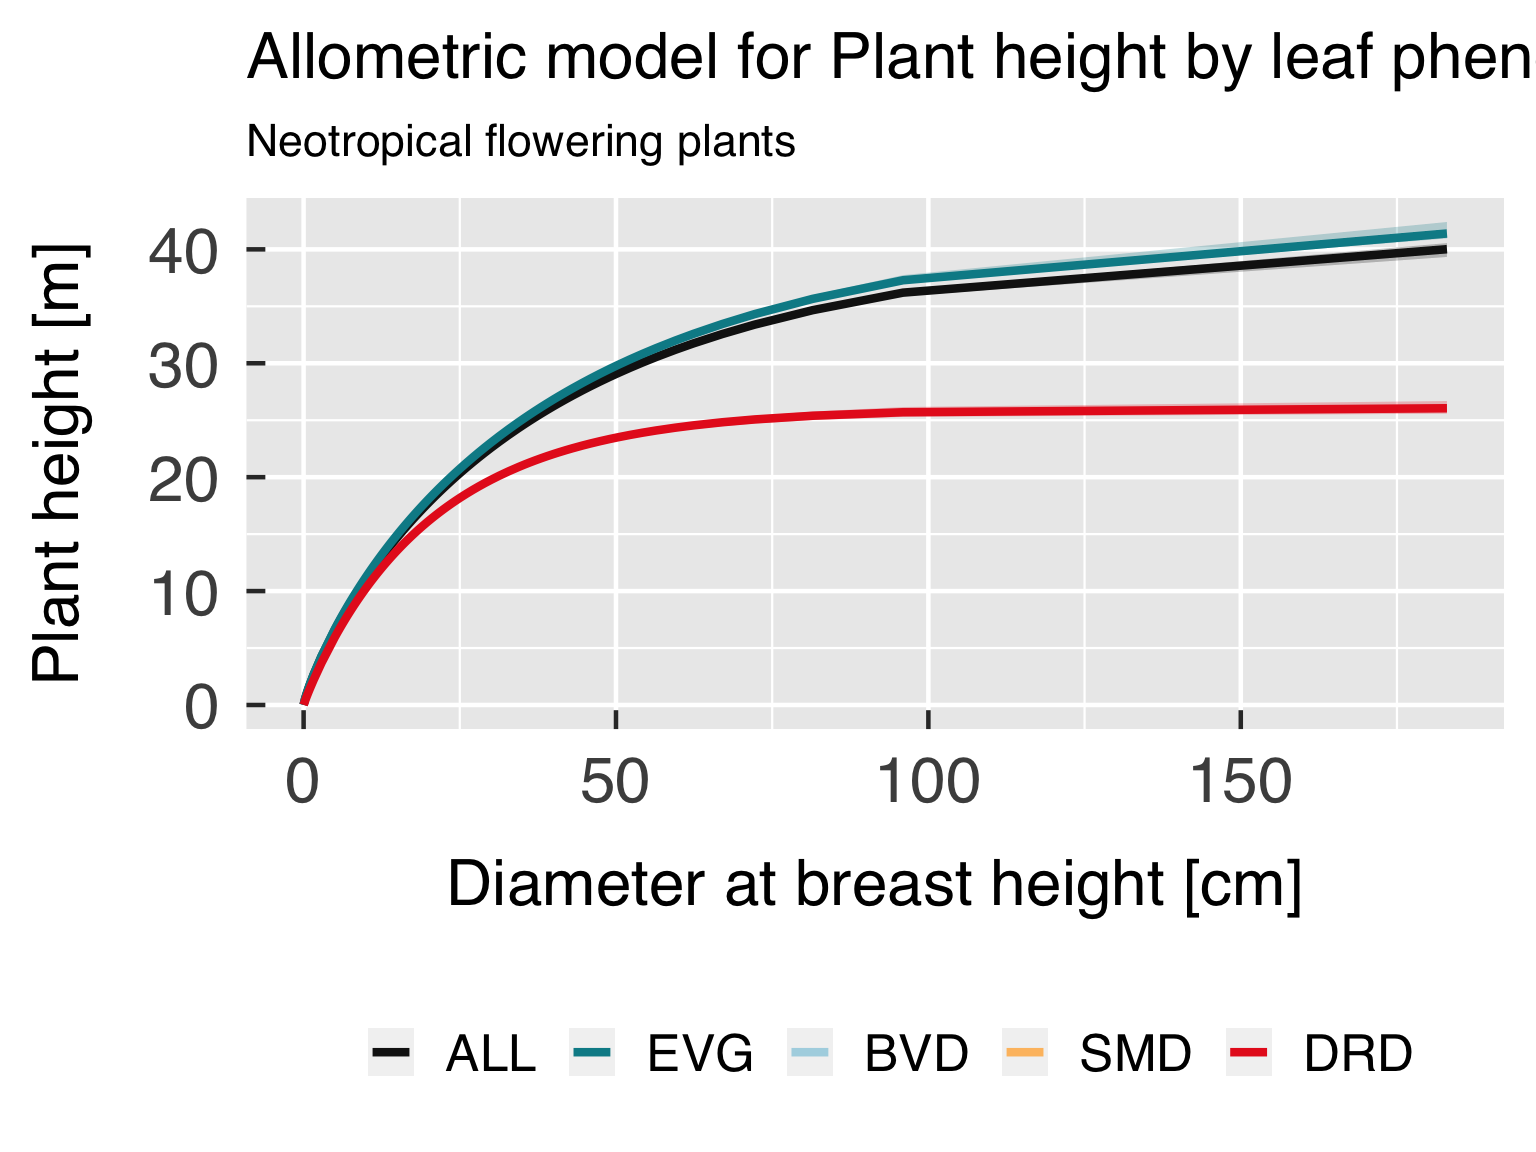 Allometric model for Plant height by leaf phen
Neotropical flowering plants
Plant height [m]
40
30
20
10
0
0 50 100 150
Diameter at breast height [cm]
ALL EVG BVD SMD DRD